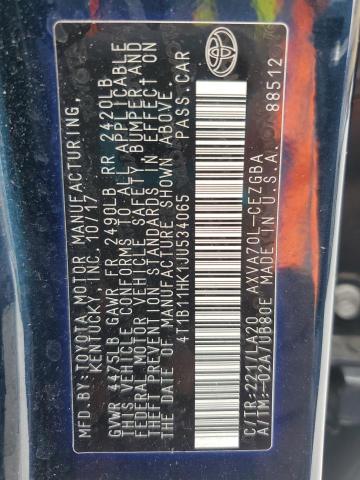 MFD. BY:
TOYOTA MOTOR MANUFACTURING,
KENTUCKY, INC. 10/17
GVWR 4475LB GAWR FR 2490LB RR 2420LB
THIS VEHICLE CONFORMS TO ALL APPLICABLE
FEDERAL MOTOR VEHICLE SAFETY, BUMPER, AND
THEFT PREVENTION STANDARDS IN EFFECT ON
THE DATE OF MANUFACTURE SHOWN ABOVE.
4T1B11HK1JU534065 PASS.CAR
C/TR:221/LA20 AXVA70L-CEZGBA
A/TM:-02A/UB80E MADE IN U.S.A.
88512